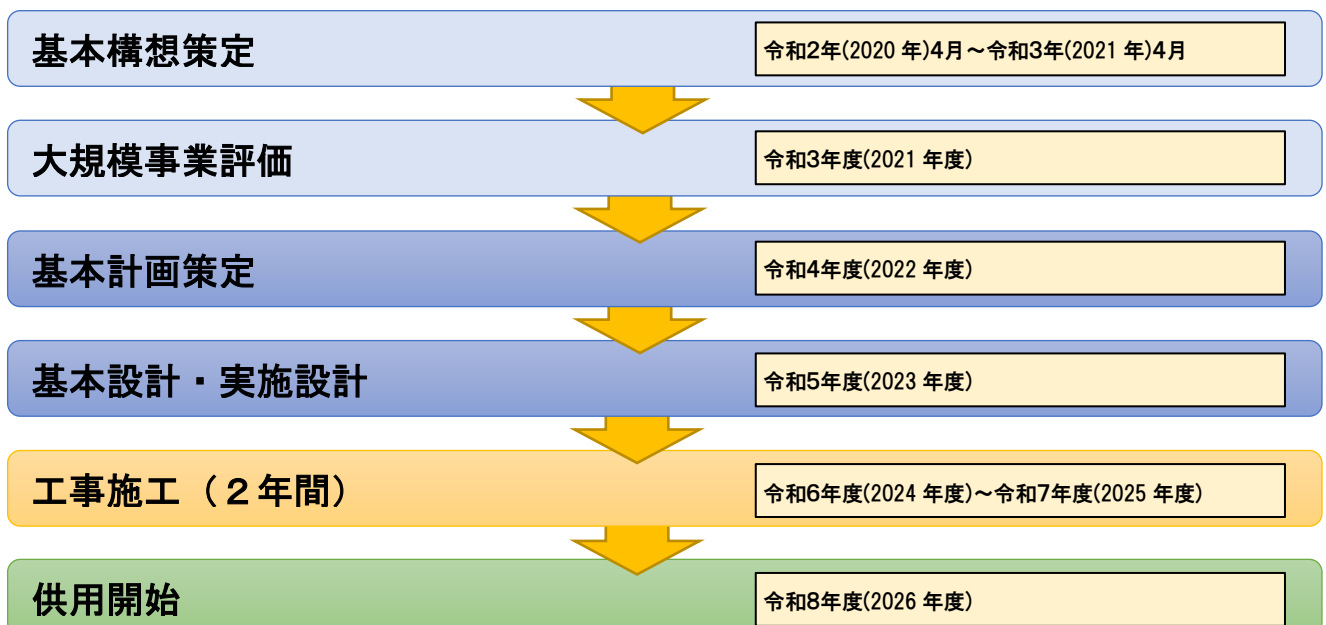 基本構想策定
令和2年(2020 年)4月～令和3年(2021 年)4月
大規模事業評価
令和3年度(2021 年度)
基本計画策定
令和4年度(2022 年度)
基本設計・実施設計
令和5年度(2023 年度)
工事施工（２年間）
令和6年度(2024 年度)～令和7年度(2025 年度)
供用開始
令和8年度(2026 年度)